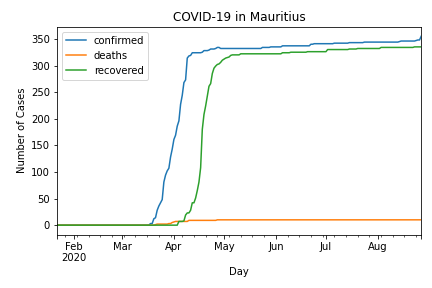 COVID-19 in Mauritius
confirmed
deaths
recovered
Number of Cases
350
300
250
200
150
100
50
0
Feb
2020
Mar
Apr
May
Jun
Jul
Aug
Day